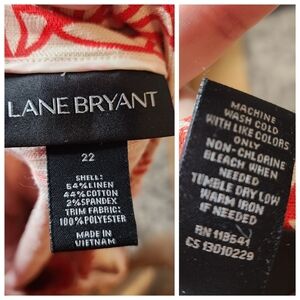 LANE BRYANT
22
SHELL:
54%LINEN
44%COTTON
2%SPANDEX
TRIM FABRIC:
100%POLYESTER
MADE IN
VIETNAM
MACHINE
WASH COLD
WITH LIKE COLORS
ONLY
NON-CHLORINE
BLEACH WHEN
NEEDED
TUMBLE DRY LOW
WARM IRON
IF NEEDED
RN 113541
CS 13010229